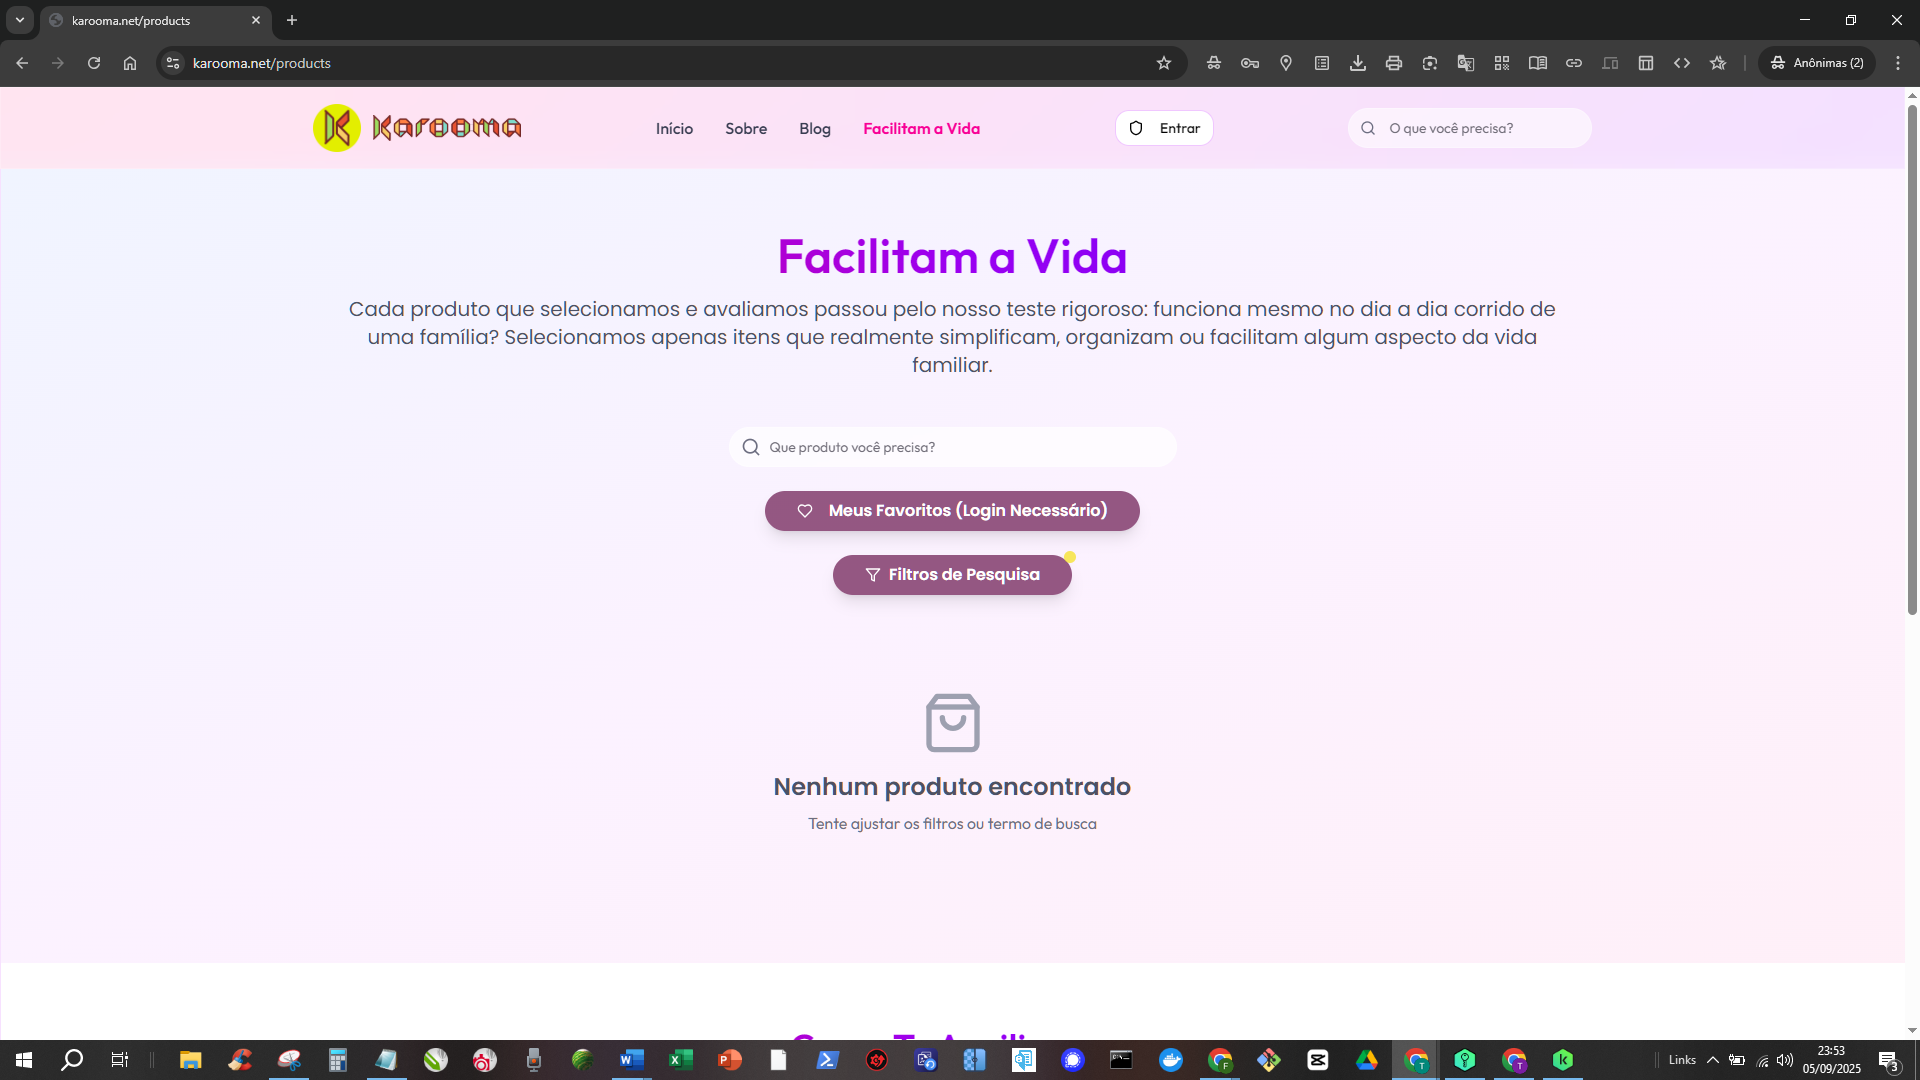 karooma.net/products
karooma.net/products
Anônimas (2)
Karooma
Início
Sobre
Blog
Facilitam a Vida
Entrar
O que você precisa?
Facilitam a Vida
Cada produto que selecionamos e avaliamos passou pelo nosso teste rigoroso: funciona mesmo no dia a dia corrido de
uma família? Selecionamos apenas itens que realmente simplificam, organizam ou facilitam algum aspecto da vida
familiar.
Que produto você precisa?
Meus Favoritos (Login Necessário)
Filtros de Pesquisa
Nenhum produto encontrado
Tente ajustar os filtros ou termo de busca
Links
23:53
05/09/2025
3